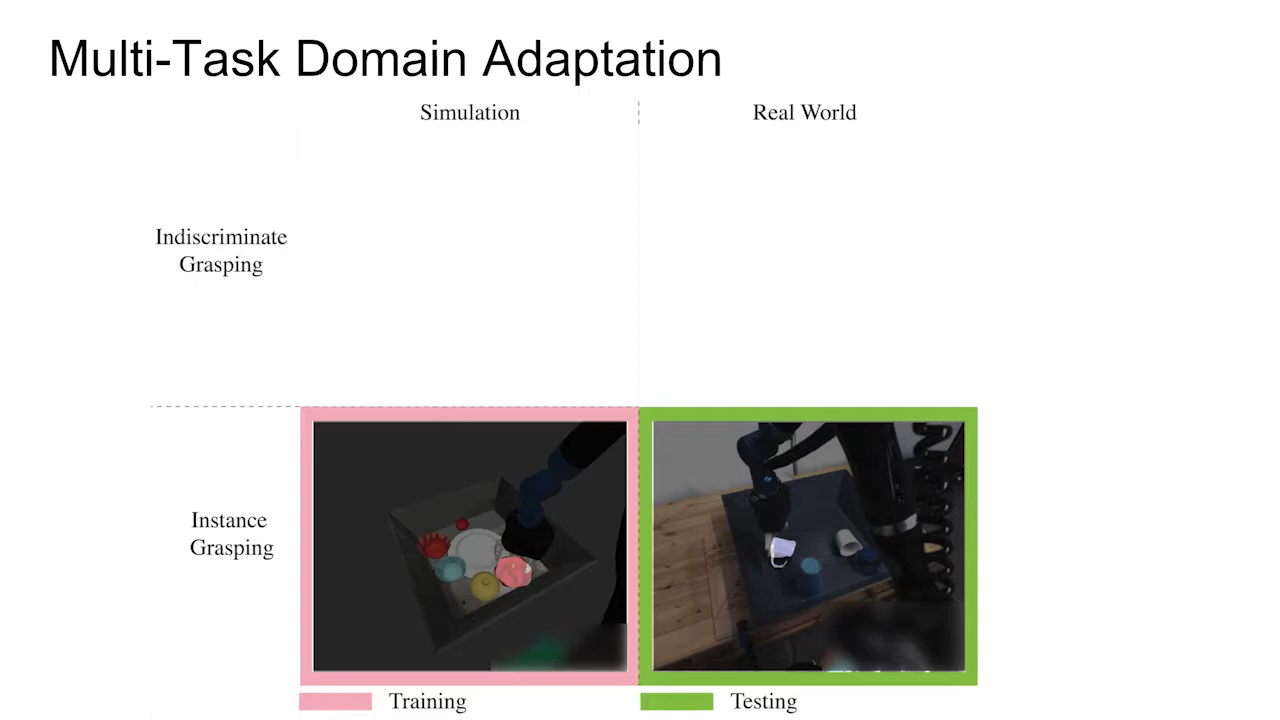 Multi-Task Domain Adaptation
Simulation
Real World
Indiscriminate
Grasping
Instance
Grasping
Training
Testing